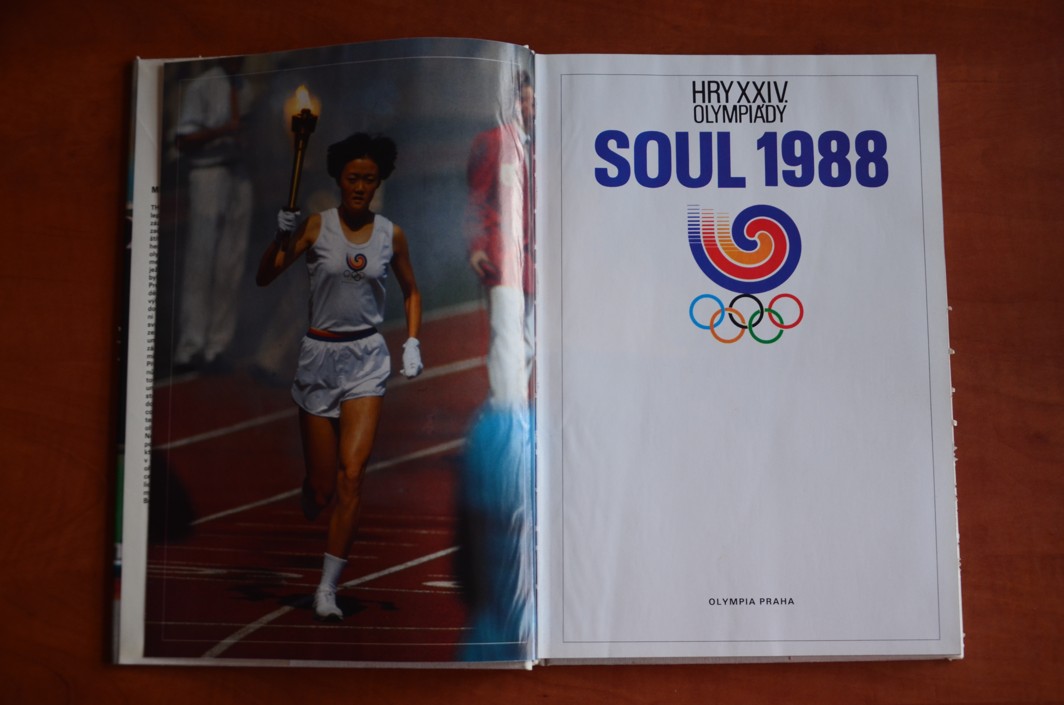 HRY XXIV.
OLYMPIÁDY
SOUL 1988
OLYMPIA PRAHA